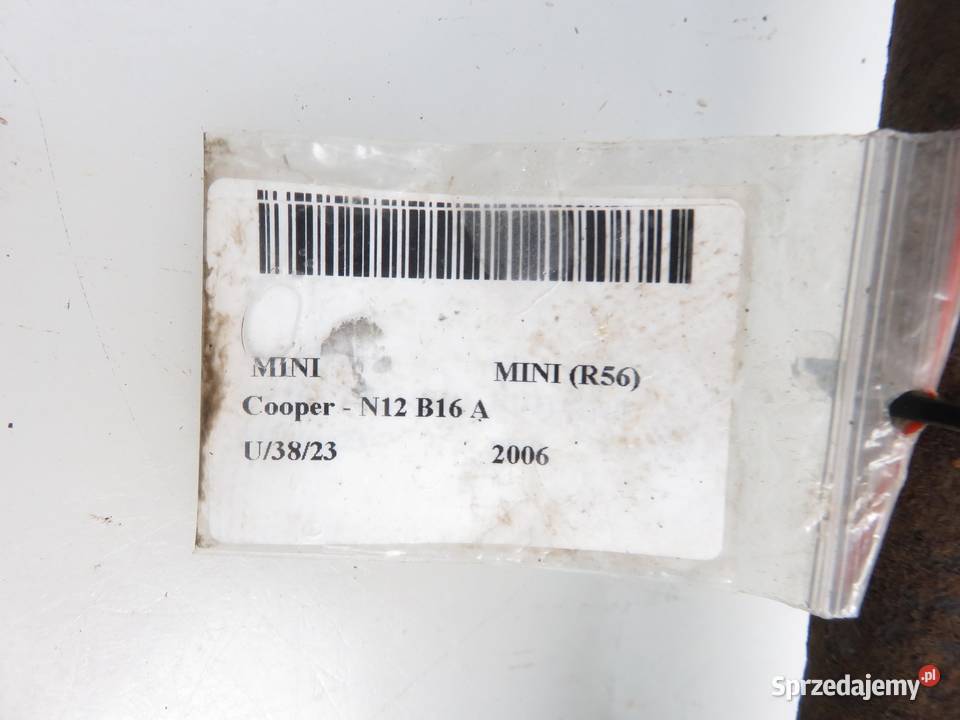 MINI MINI (R56)
Cooper - N12 B16 A
U/38/23 2006
Sprzedajemy.pl